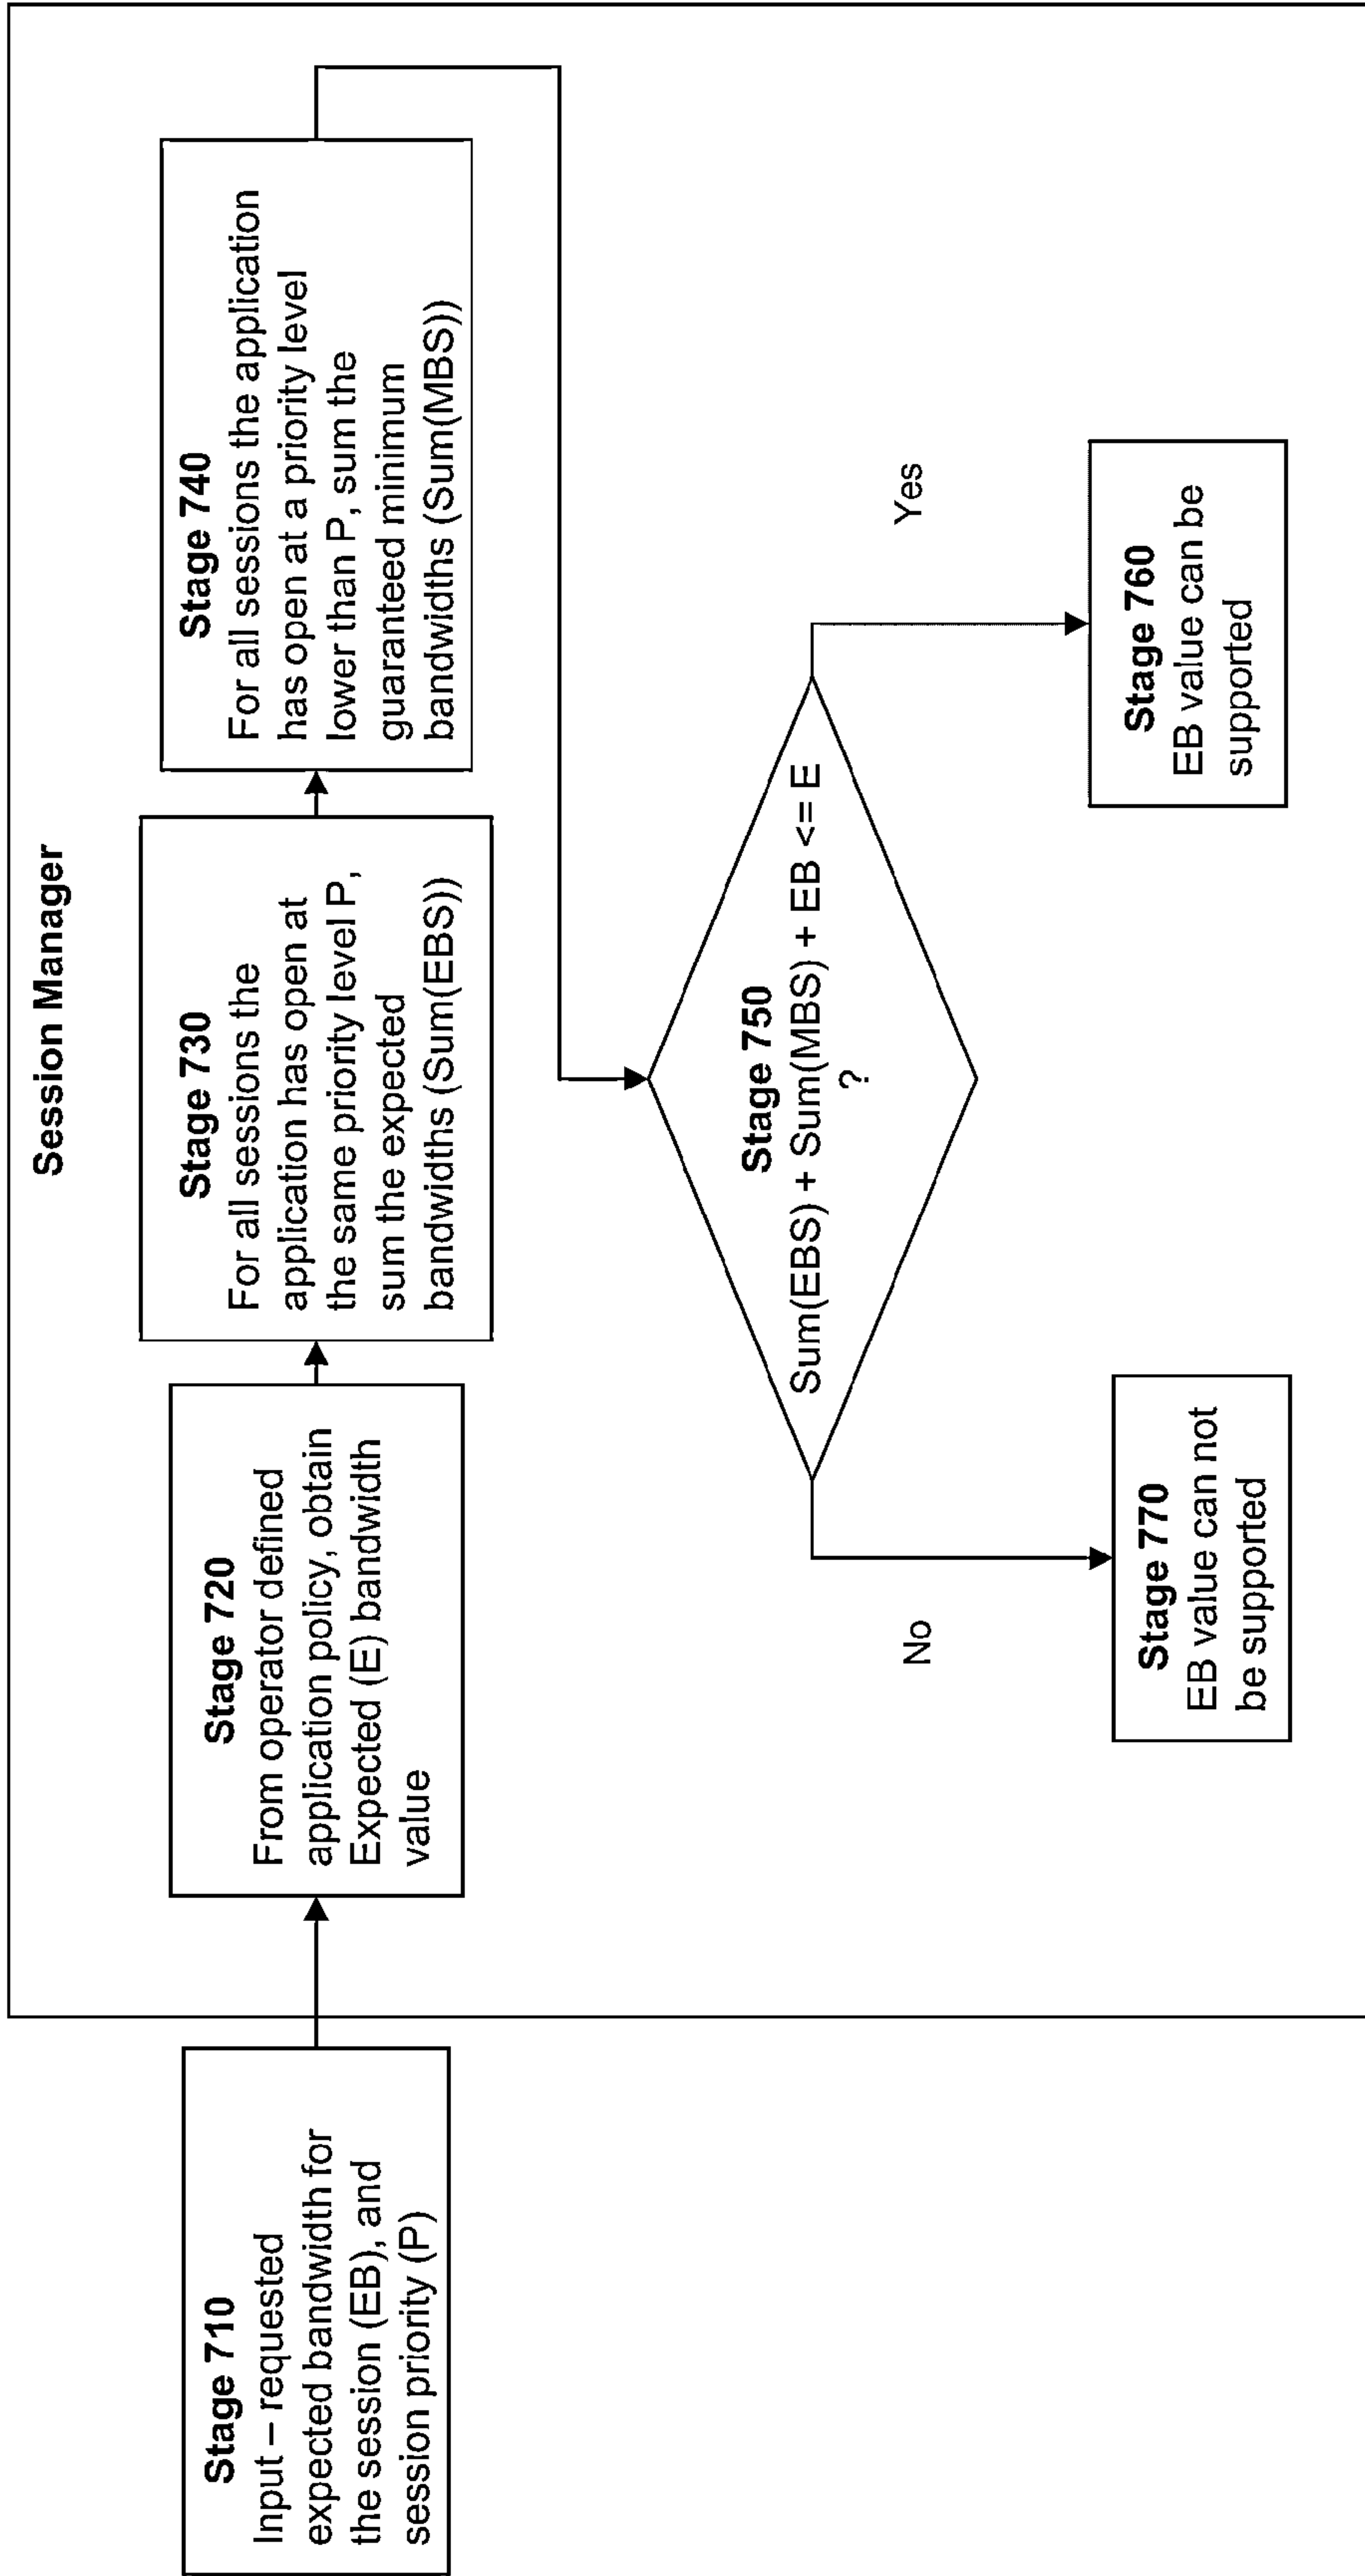 Session Manager
Stage 710
Input – requested
expected bandwidth for
the session (EB), and
session priority (P)
Stage 720
From operator defined
application policy, obtain
Expected (E) bandwidth
value
Stage 730
For all sessions the
application has open at
the same priority level P,
sum the expected
bandwidths (Sum(EBS))
Stage 740
For all sessions the application
has open at a priority level
lower than P, sum the
guaranteed minimum
bandwidths (Sum(MBS))
Stage 750
Sum(EBS) + Sum(MBS) + EB <= E
?
No
Yes
Stage 770
EB value can not
be supported
Stage 760
EB value can be
supported